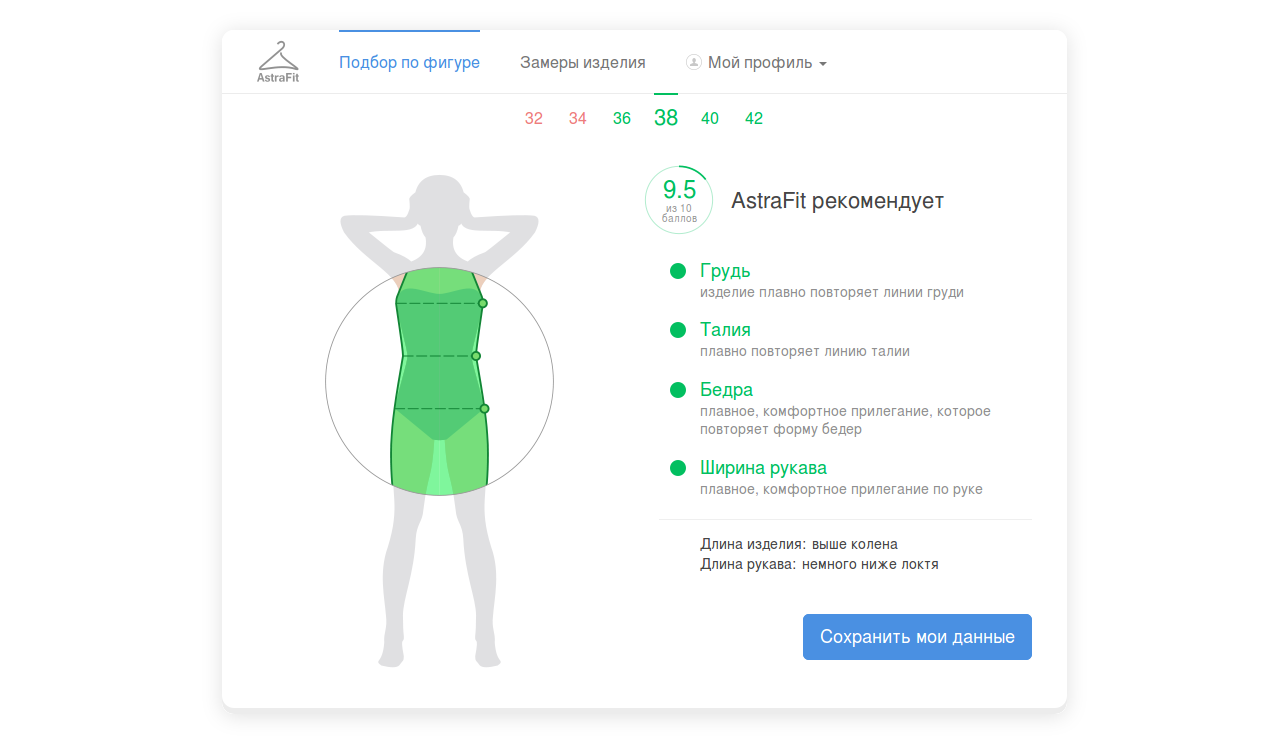 AstraFit
Подбор по фигуре
Замеры изделия
Мой профиль
32 34 36 38 40 42
9.5
из 10
баллов
AstraFit рекомендует
Грудь
изделие плавно повторяет линии груди
Талия
плавно повторяет линию талии
Бедра
плавное, комфортное прилегание, которое
повторяет форму бедер
Ширина рукава
плавное, комфортное прилегание по руке
Длина изделия: выше колена
Длина рукава: немного ниже локтя
Сохранить мои данные